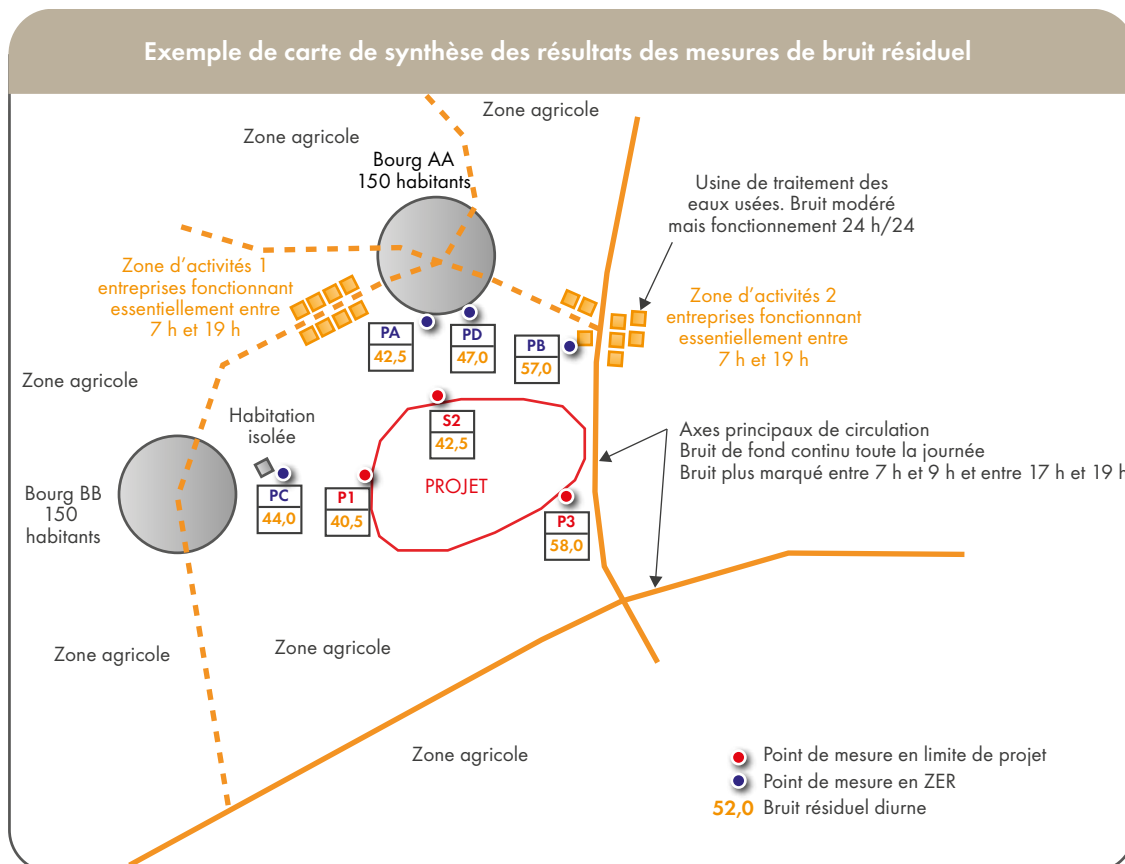 Exemple de carte de synthèse des résultats des mesures de bruit résiduel
Zone agricole
Zone agricole
Bourg AA
150 habitants
Usine de traitement des
eaux usées. Bruit modéré
mais fonctionnement 24 h/24
Zone d'activités 1
entreprises fonctionnant
essentiellement entre
7 h et 19 h
Zone d'activités 2
entreprises fonctionnant
essentiellement entre
7 h et 19 h
PA
42,5
PD
47,0
PB
57,0
Zone agricole
Habitation
isolée
S2
42,5
Axes principaux de circulation
Bruit de fond continu toute la journée
Bruit plus marqué entre 7 h et 9 h et entre 17 h et 19 h
Bourg BB
150
habitants
PC
44,0
P1
40,5
PROJET
P3
58,0
Zone agricole
Zone agricole
Zone agricole
Point de mesure en limite de projet
Point de mesure en ZER
52,0 Bruit résiduel diurne